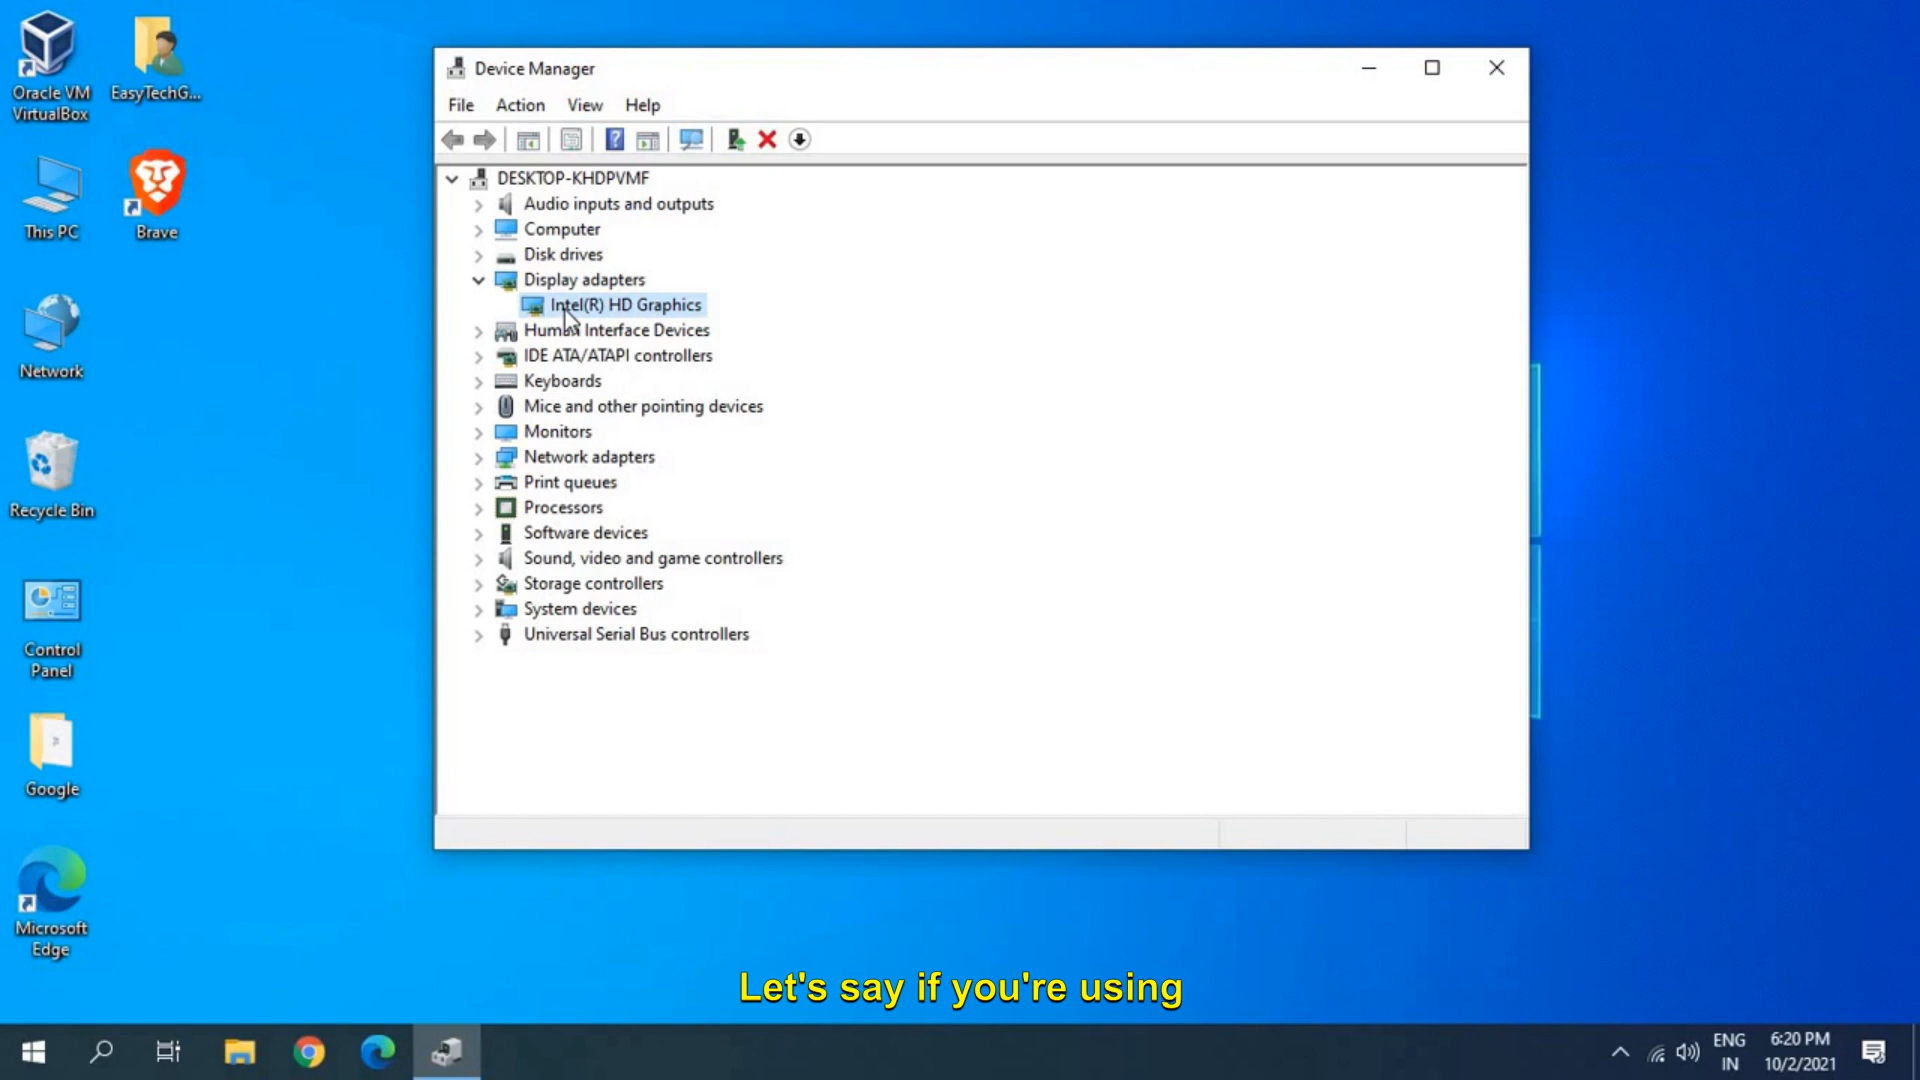 Oracle VM
VirtualBox
EasyTechG...
This PC
Brave
Network
Recycle Bin
Control
Panel
Google
Microsoft
Edge
Device Manager
File Action View Help
DESKTOP-KHDPVMF
Audio inputs and outputs
Computer
Disk drives
Display adapters
Intel(R) HD Graphics
Human Interface Devices
IDE ATA/ATAPI controllers
Keyboards
Mice and other pointing devices
Monitors
Network adapters
Print queues
Processors
Software devices
Sound, video and game controllers
Storage controllers
System devices
Universal Serial Bus controllers
Let's say if you're using
ENG
IN
6:20 PM
10/2/2021